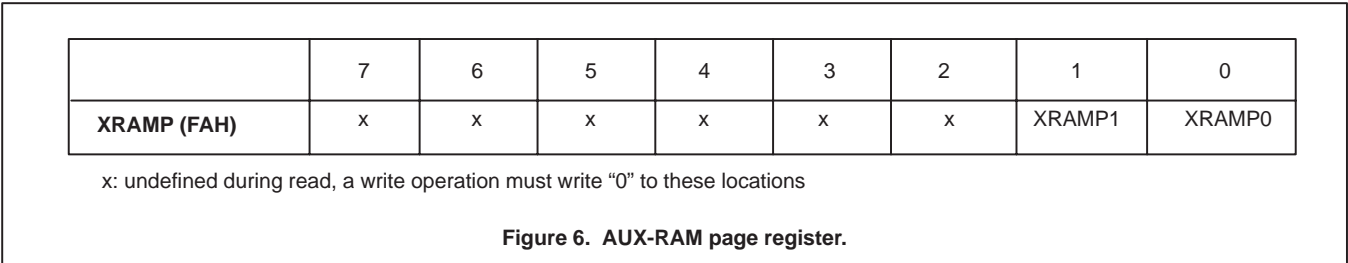 7 6 5 4 3 2 1 0
XRAMP (FAH) x x x x x x XRAMP1 XRAMP0
x: undefined during read, a write operation must write “0” to these locations
Figure 6. AUX-RAM page register.